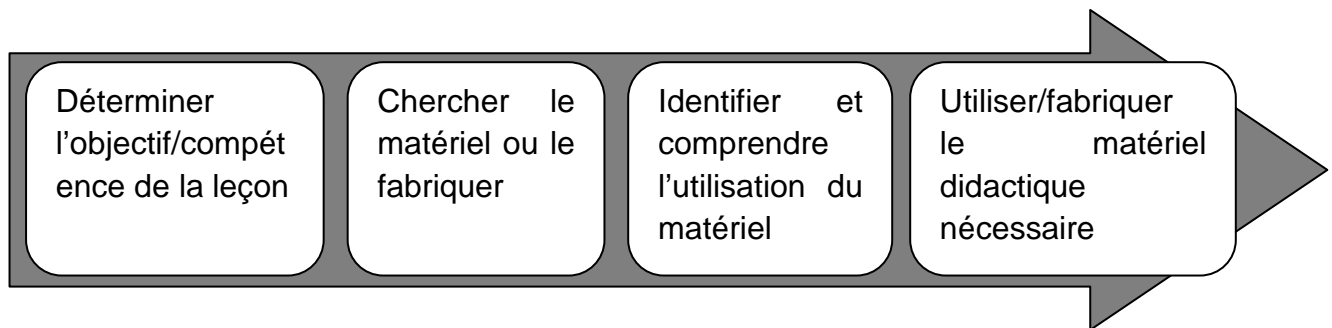 Déterminer
l’objectif/compét
ence de la leçon
Chercher le
matériel ou le
fabriquer
Identifier et
comprendre
l’utilisation du
matériel
Utiliser/fabriquer
le matériel
didactique
nécessaire